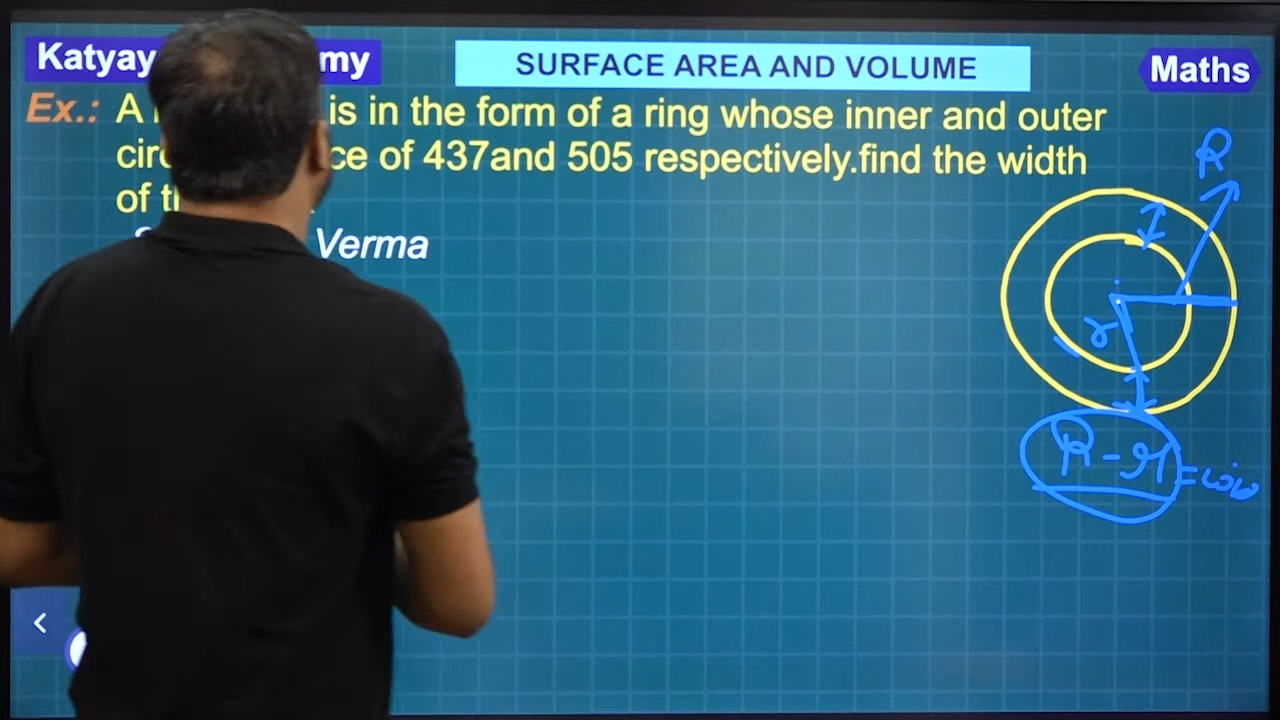 Katyay my
SURFACE AREA AND VOLUME
Maths
Ex.: A is in the form of a ring whose inner and outer
circ ce of 437and 505 respectively.find the width
of t
Verma
R
r
R - r =